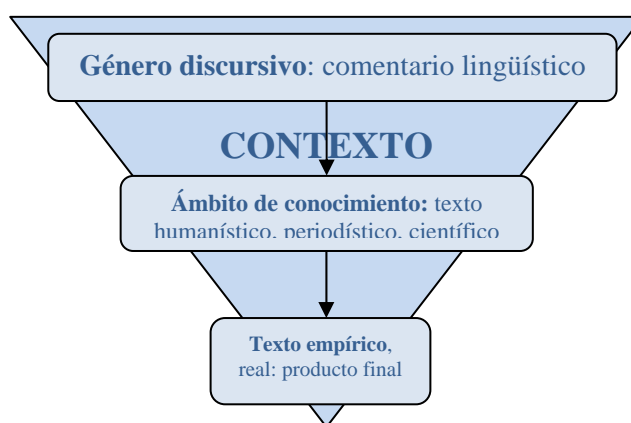 Género discursivo: comentario lingüístico
CONTEXTO
Ámbito de conocimiento: texto
humanístico, periodístico, científico
Texto empírico,
real: producto final